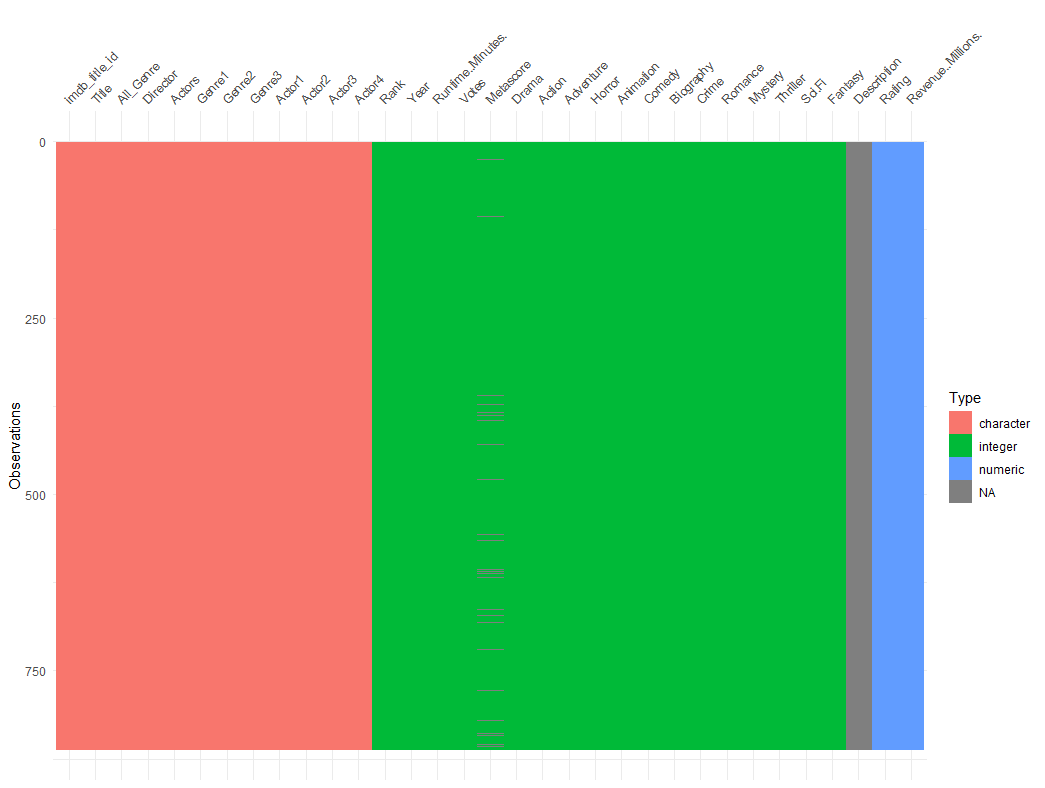 Imdb_title_id
Title
All_Genre
Director
Actors
Genre1
Genre2
Genre3
Actor1
Actor2
Actor3
Actor4
Rank
Year
Runtime..Minutes.
Votes
Metascore
Drama
Action
Adventure
Horror
Animation
Comedy
Biography
Crime
Romance
Mystery
Thriller
Sci.Fi
Fantasy
Description
Rating
Revenue..Millions.
0
250
500
750
Observations
Type
character
integer
numeric
NA